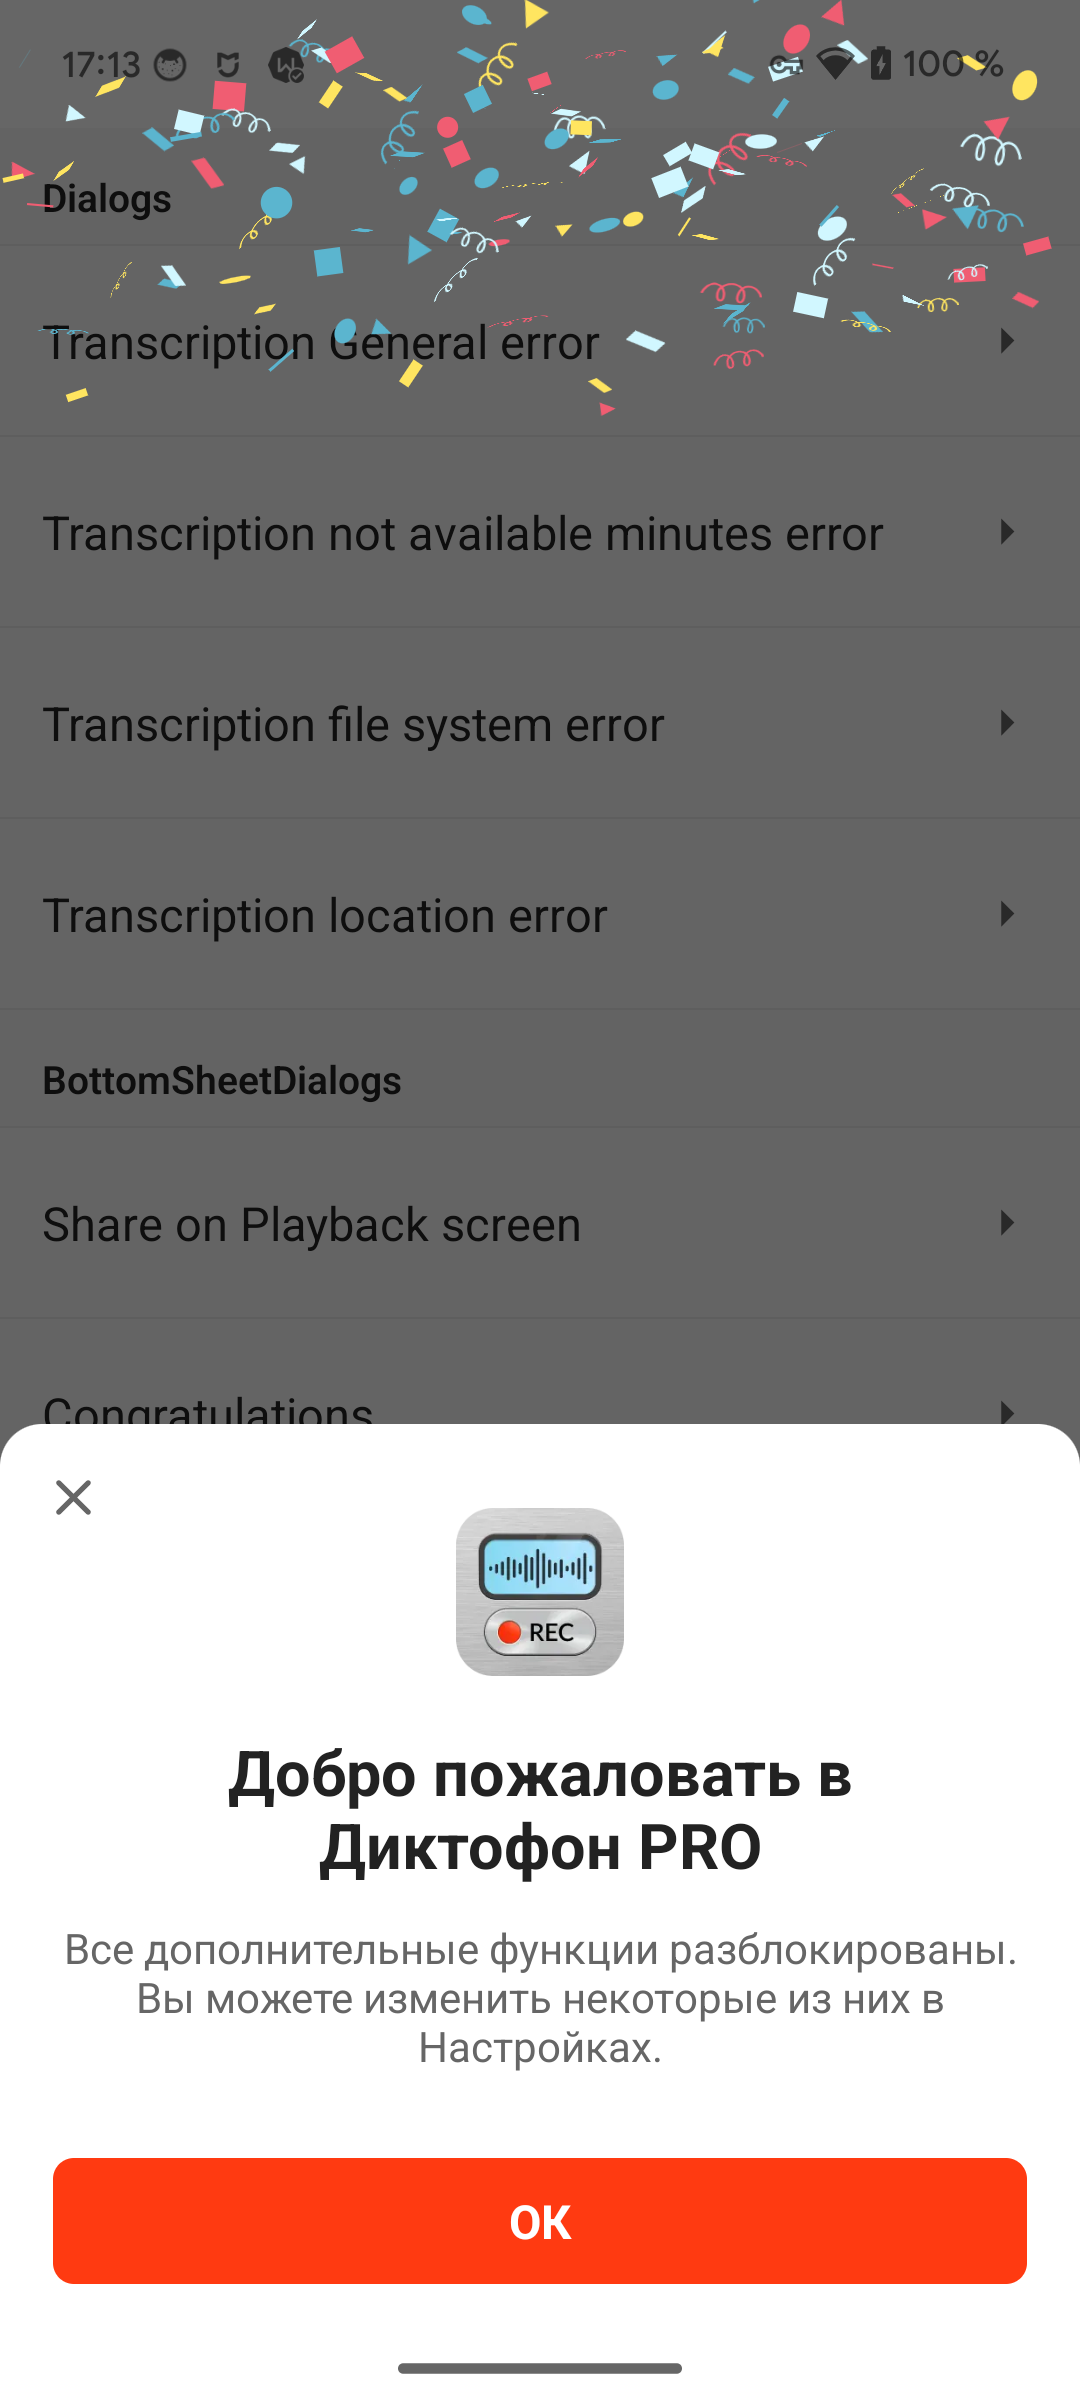 17:13
100 %
Dialogs
Transcription General error
Transcription not available minutes error
Transcription file system error
Transcription location error
BottomSheetDialogs
Share on Playback screen
Congratulations
REC
Добро пожаловать в
Диктофон PRO
Все дополнительные функции разблокированы.
Вы можете изменить некоторые из них в
Настройках.
ОК